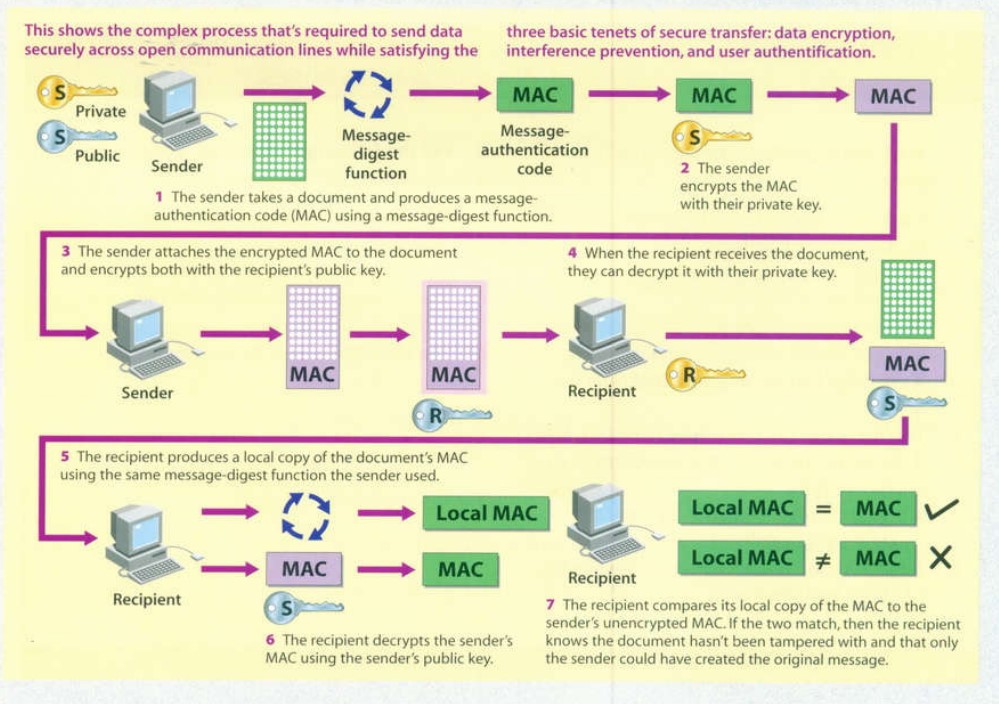 This shows the complex process that's required to send data
securely across open communication lines while satisfying the
three basic tenets of secure transfer: data encryption,
interference prevention, and user authentification.
S
Private
S
Public
Sender
Message-
digest
function
MAC
Message-
authentication
code
MAC
S
MAC
1 The sender takes a document and produces a message-
authentication code (MAC) using a message-digest function.
2 The sender
encrypts the MAC
with their private key.
3 The sender attaches the encrypted MAC to the document
and encrypts both with the recipient's public key.
4 When the recipient receives the document,
they can decrypt it with their private key.
Sender
MAC
MAC
R
Recipient
R
MAC
S
5 The recipient produces a local copy of the document's MAC
using the same message-digest function the sender used.
Recipient
Local MAC
MAC
S
MAC
6 The recipient decrypts the sender's
MAC using the sender's public key.
Recipient
Local MAC = MAC ✓
Local MAC ≠ MAC X
7 The recipient compares its local copy of the MAC to the
sender's unencrypted MAC. If the two match, then the recipient
knows the document hasn't been tampered with and that only
the sender could have created the original message.